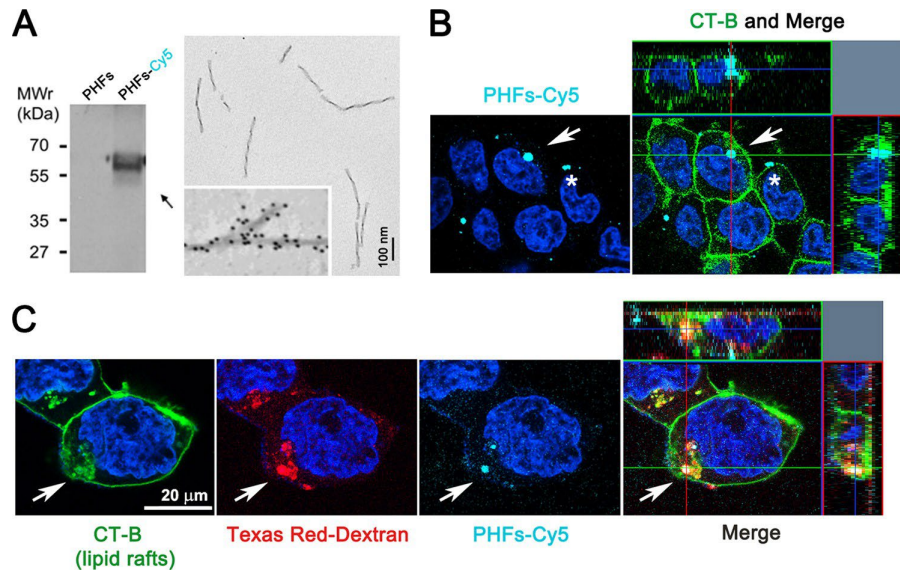 A
PHFs
PHFs-Cy5
MWr
(kDa)
70
55
35
27
100 nm
B
CT-B and Merge
PHFs-Cy5
*
*
C
20 μm
CT-B
(lipid rafts)
Texas Red-Dextran
PHFs-Cy5
Merge